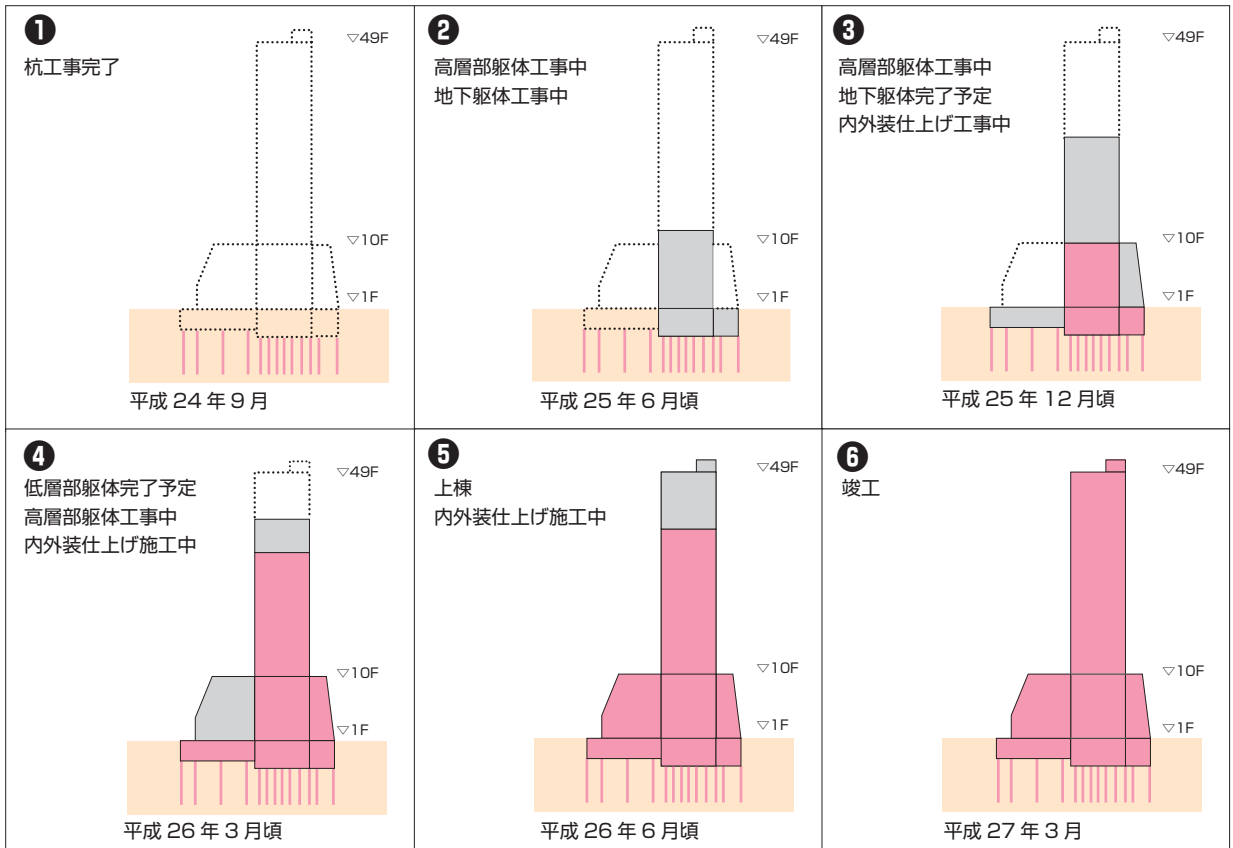 ❶
杭工事完了
▽49F
▽10F
▽1F
平成 24 年 9 月
❷
高層部躯体工事中
地下躯体工事中
▽49F
▽10F
▽1F
平成 25 年 6 月頃
❸
高層部躯体工事中
地下躯体完了予定
内外装仕上げ工事中
▽49F
▽10F
▽1F
平成 25 年 12 月頃
❹
低層部躯体完了予定
高層部躯体工事中
内外装仕上げ施工中
▽49F
▽10F
▽1F
平成 26 年 3 月頃
❺
上棟
内外装仕上げ施工中
▽49F
▽10F
▽1F
平成 26 年 6 月頃
❻
竣工
▽49F
▽10F
▽1F
平成 27 年 3 月